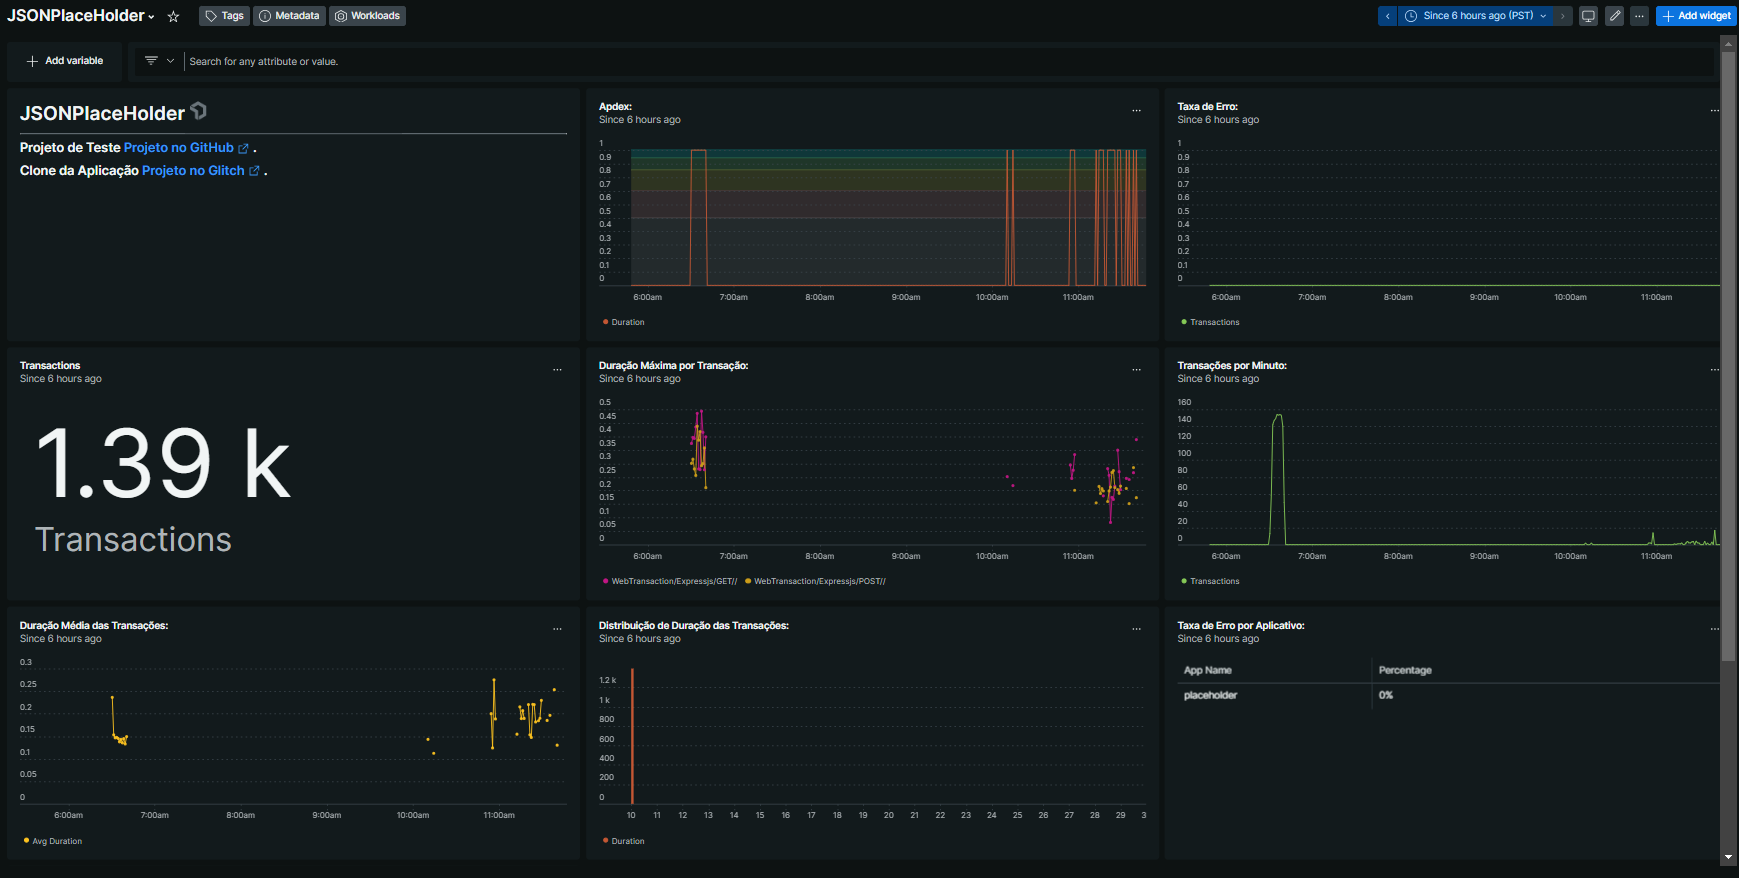 JSONPlaceHolder
Tags
Metadata
Workloads
Since 6 hours ago (PST)
Add widget
Add variable
Search for any attribute or value.
JSONPlaceHolder
Projeto de Teste Projeto no GitHub .
Clone da Aplicação Projeto no Glitch .
Apdex:
Since 6 hours ago
1
0.9
0.8
0.7
0.6
0.5
0.4
0.3
0.2
0.1
0
6:00am 7:00am 8:00am 9:00am 10:00am 11:00am
Duration
Taxa de Erro:
Since 6 hours ago
1
0.9
0.8
0.7
0.6
0.5
0.4
0.3
0.2
0.1
0
6:00am 7:00am 8:00am 9:00am 10:00am 11:00am
Transactions
Transactions
Since 6 hours ago
1.39 k
Transactions
Duração Máxima por Transação:
Since 6 hours ago
0.5
0.45
0.4
0.35
0.3
0.25
0.2
0.15
0.1
0.05
0
6:00am 7:00am 8:00am 9:00am 10:00am 11:00am
WebTransaction/Expressjs/GET// WebTransaction/Expressjs/POST//
Transações por Minuto:
Since 6 hours ago
160
140
120
100
80
60
40
20
0
6:00am 7:00am 8:00am 9:00am 10:00am 11:00am
Transactions
Duração Média das Transações:
Since 6 hours ago
0.3
0.25
0.2
0.15
0.1
0.05
0
6:00am 7:00am 8:00am 9:00am 10:00am 11:00am
Avg Duration
Distribuição de Duração das Transações:
Since 6 hours ago
1.2 k
1 k
800
600
400
200
0
10 11 12 13 14 15 16 17 18 19 20 21 22 23 24 25 26 27 28 29 3
Duration
Taxa de Erro por Aplicativo:
Since 6 hours ago
App Name Percentage
placeholder 0%